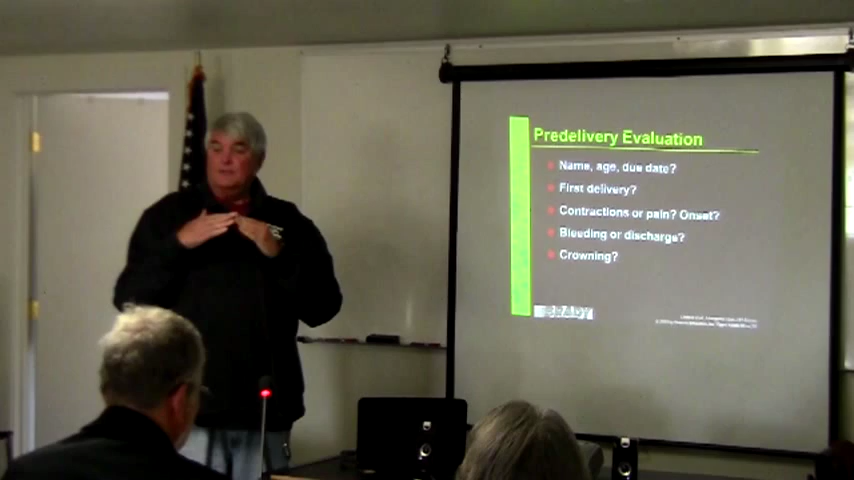 Predelivery Evaluation
Name, age, due date?
First delivery?
Contractions or pain? Onset?
Bleeding or discharge?
Crowning?
BRADY